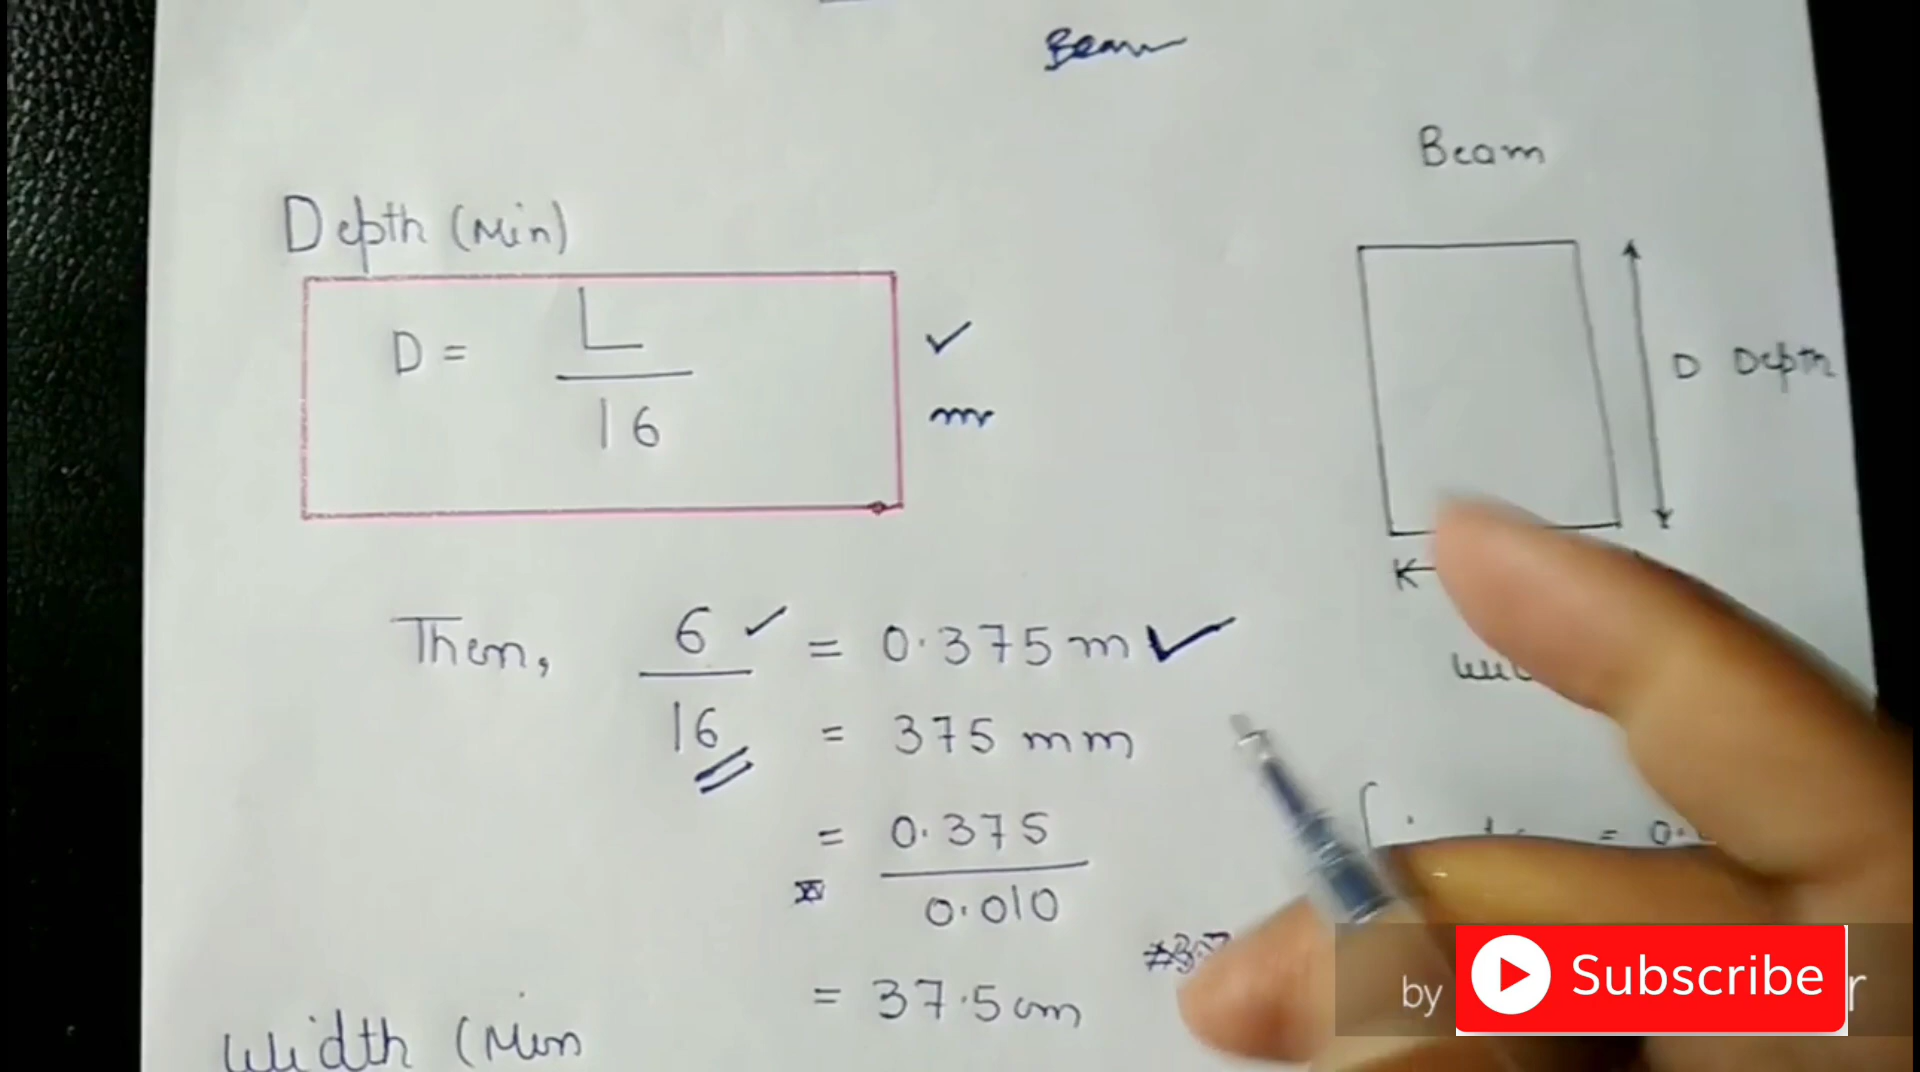 Beam
Beam
Depth (Min)
D = L
16
m
D Depth
Then, 6 = 0.375 m
16 = 375 mm
= 0.375
0.010
= 0.
= 37.5 cm
Width (Min
by Subscribe r